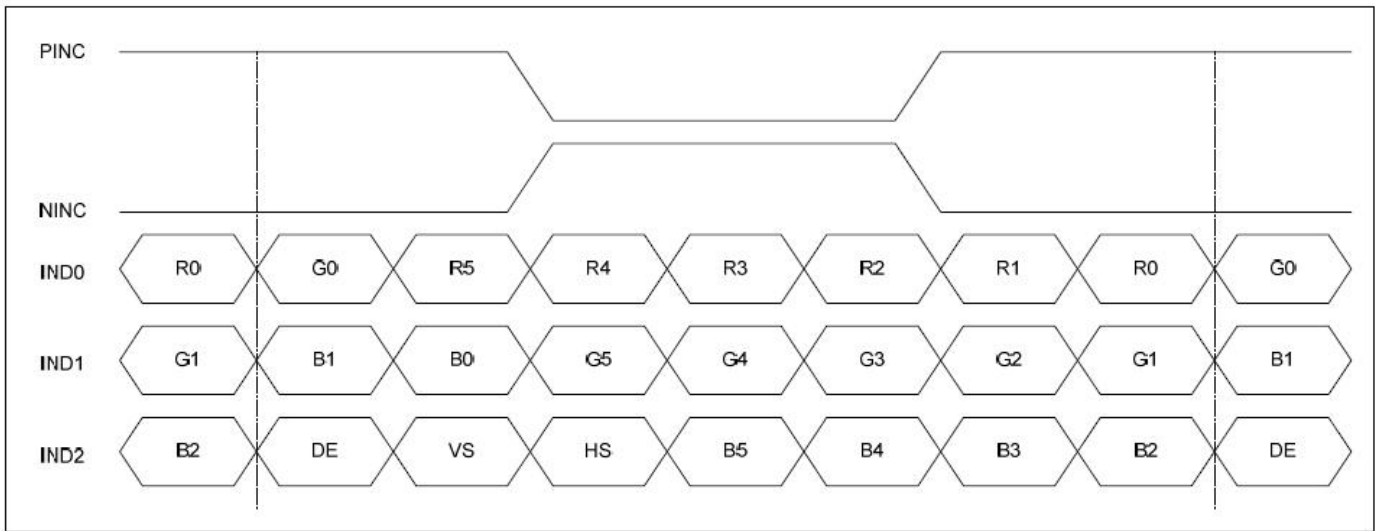 PINC
NINC
IND0 R0 G0 R5 R4 R3 R2 R1 R0 G0
IND1 G1 B1 B0 G5 G4 G3 G2 G1 B1
IND2 B2 DE VS HS B5 B4 B3 B2 DE